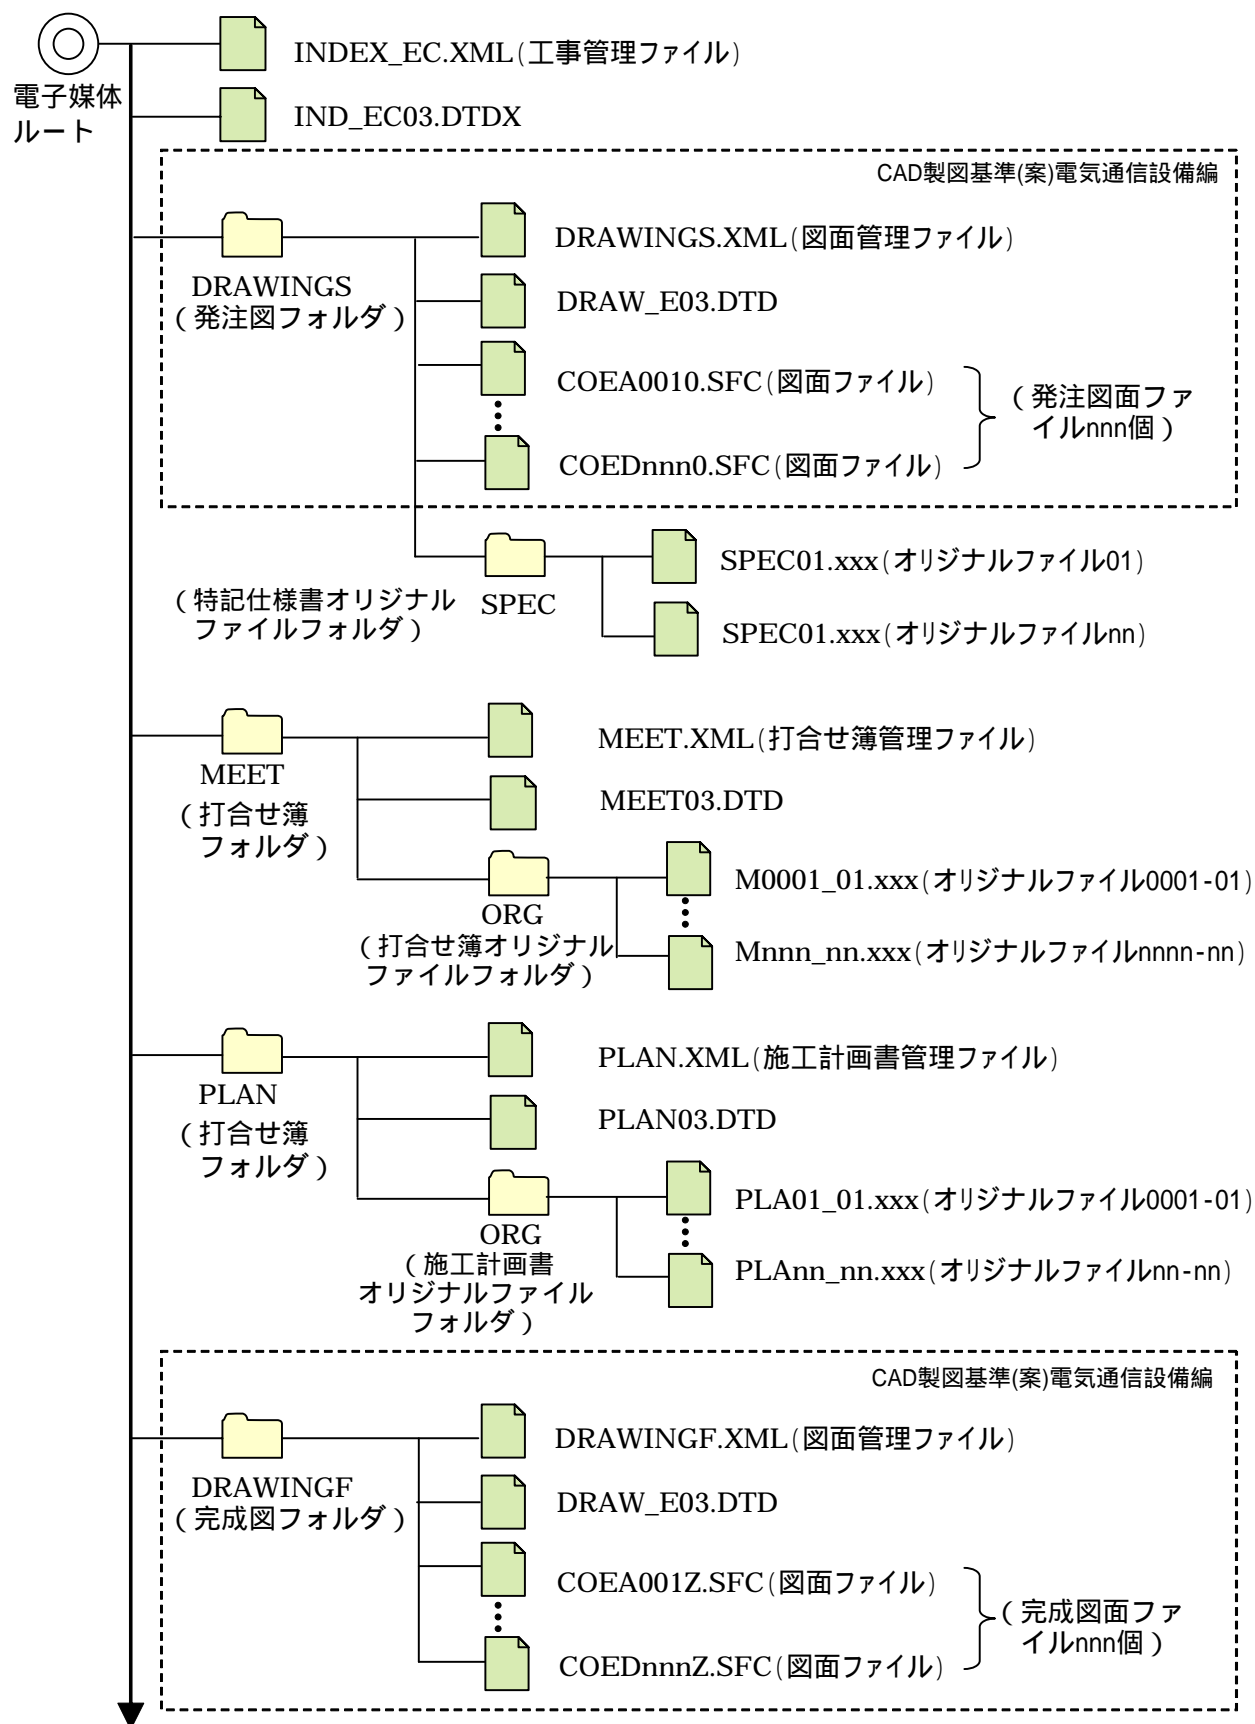 INDEX_EC.XML(工事管理ファイル)
電子媒体
ルート
IND_EC03.DTDX
CAD製図基準(案)電気通信設備編
DRAWINGS.XML(図面管理ファイル)
DRAWINGS
(発注図フォルダ)
DRAW_E03.DTD
COEA0010.SFC(図面ファイル)
(発注図面ファ
イルnnn個)
COEDnnn0.SFC(図面ファイル)
SPEC01.xxx(オリジナルファイル01)
(特記仕様書オリジナル
ファイルフォルダ)
SPEC
SPEC01.xxx(オリジナルファイルnn)
MEET.XML(打合せ簿管理ファイル)
MEET
(打合せ簿
フォルダ)
MEET03.DTD
M0001_01.xxx(オリジナルファイル0001-01)
ORG
(打合せ簿オリジナル
ファイルフォルダ)
Mnnn_nn.xxx(オリジナルファイルnnnn-nn)
PLAN.XML(施工計画書管理ファイル)
PLAN
(打合せ簿
フォルダ)
PLAN03.DTD
PLA01_01.xxx(オリジナルファイル0001-01)
ORG
(施工計画書
オリジナルファイル
フォルダ)
PLAnn_nn.xxx(オリジナルファイルnn-nn)
CAD製図基準(案)電気通信設備編
DRAWINGF.XML(図面管理ファイル)
DRAWINGF
(完成図フォルダ)
DRAW_E03.DTD
COEA001Z.SFC(図面ファイル)
(完成図面ファ
イルnnn個)
COEDnnnZ.SFC(図面ファイル)